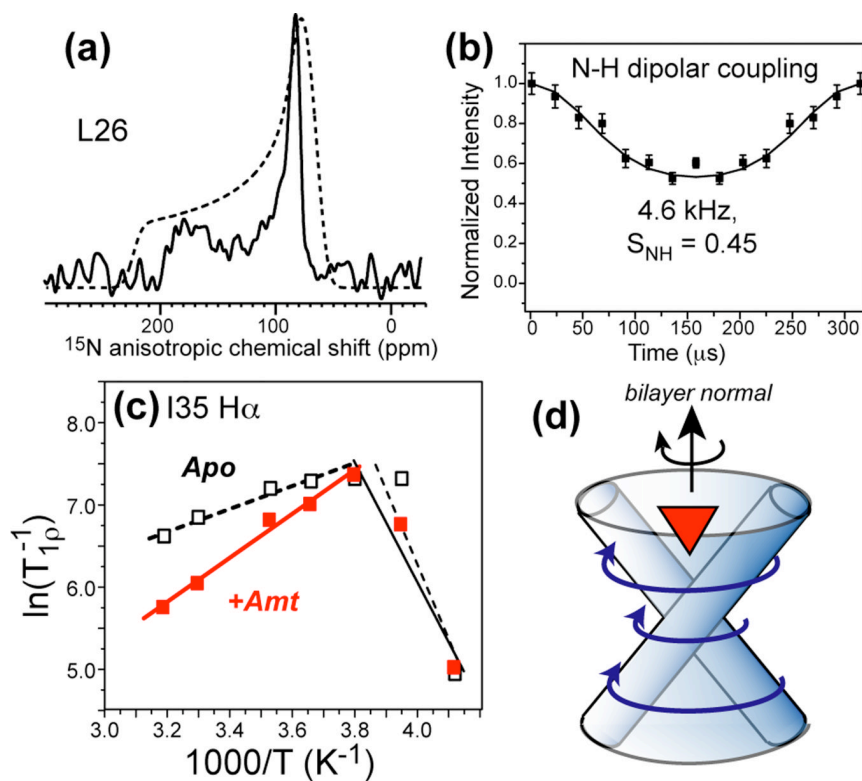 (a)
L26
200
100
0
¹⁵N anisotropic chemical shift (ppm)
(b)
N-H dipolar coupling
4.6 kHz,
S_NH = 0.45
Normalized Intensity
1.0
0.8
0.6
0.4
0.2
0.0
0 50 100 150 200 250 300
Time (μs)
(c) I35 Hα
Apo
+Amt
ln(T₁ρ⁻¹)
8.0
7.0
6.0
5.0
3.0 3.2 3.4 3.6 3.8 4.0
1000/T (K⁻¹)
(d)
bilayer normal